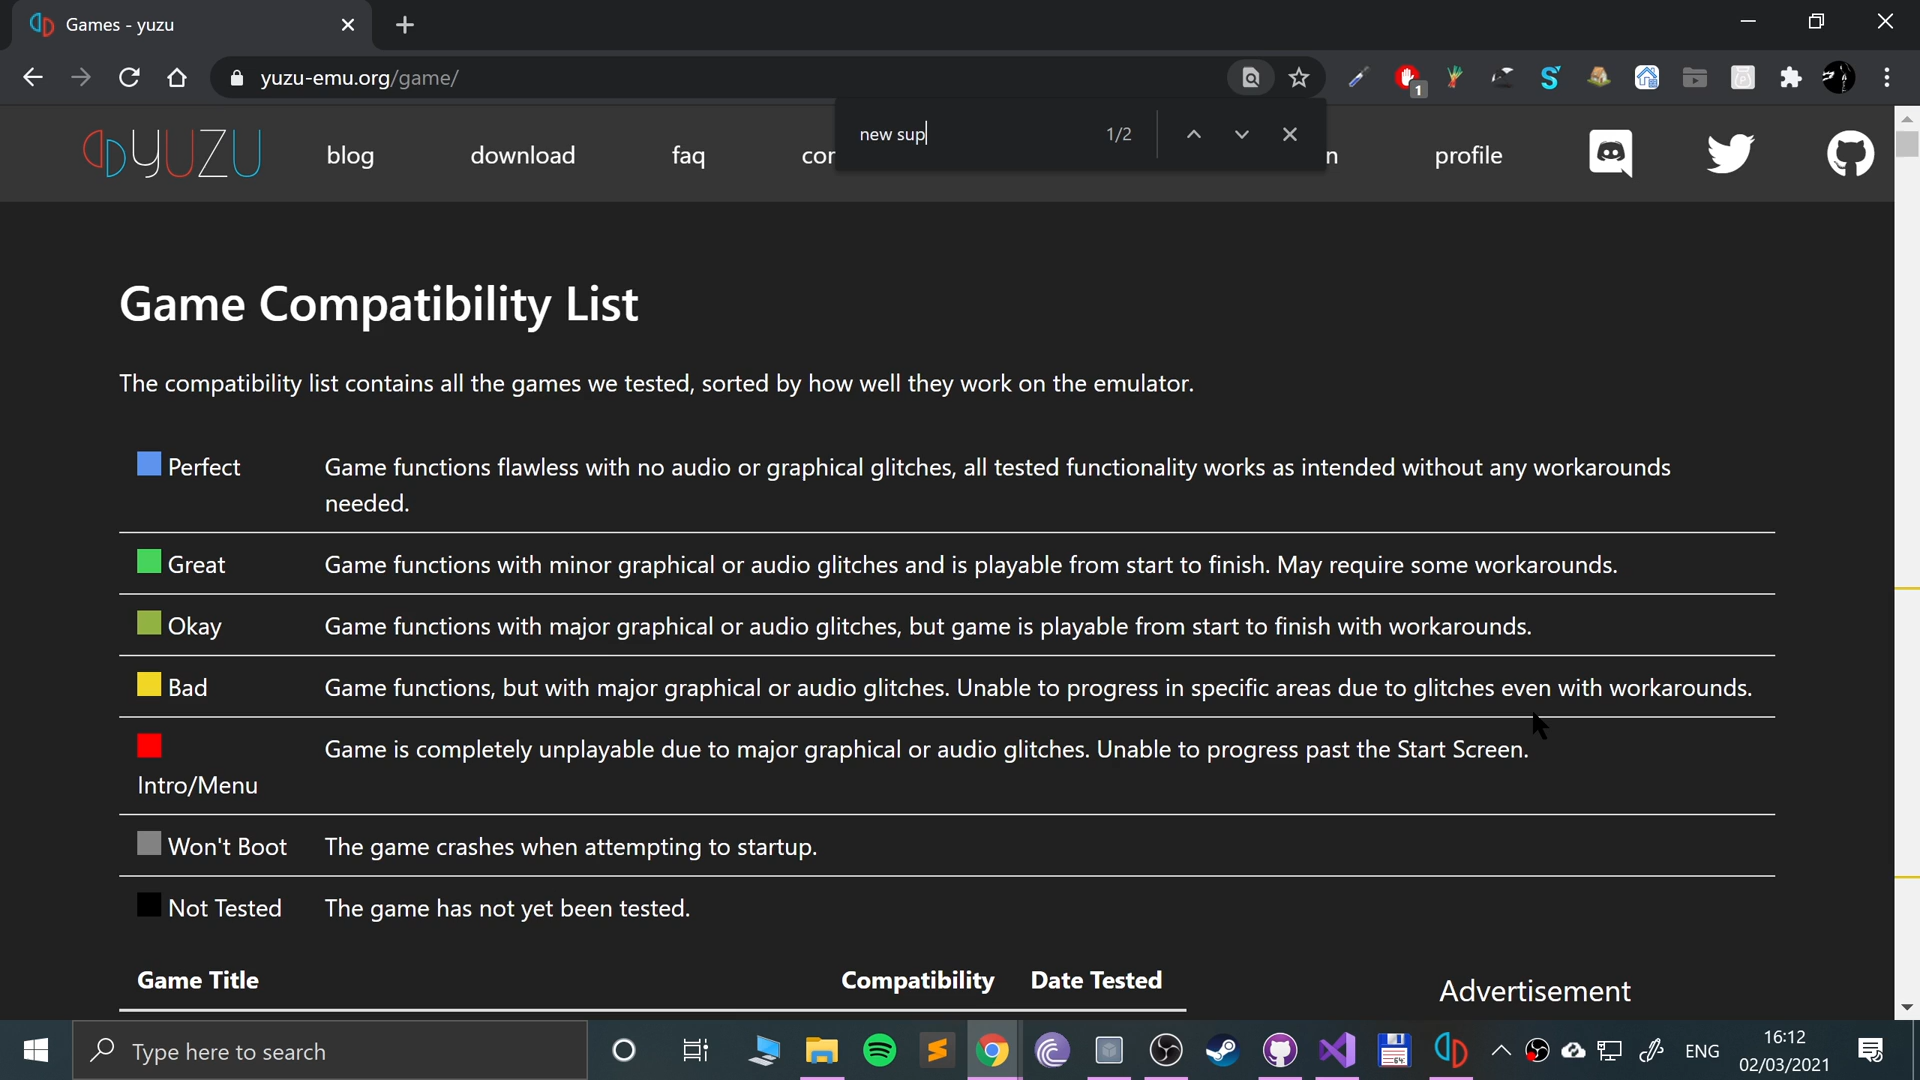 Games - yuzu
yuzu-emu.org/game/
1
new sup 1/2
YUZU blog download faq cor n profile
Game Compatibility List
The compatibility list contains all the games we tested, sorted by how well they work on the emulator.
Perfect Game functions flawless with no audio or graphical glitches, all tested functionality works as intended without any workarounds
needed.
Great Game functions with minor graphical or audio glitches and is playable from start to finish. May require some workarounds.
Okay Game functions with major graphical or audio glitches, but game is playable from start to finish with workarounds.
Bad Game functions, but with major graphical or audio glitches. Unable to progress in specific areas due to glitches even with workarounds.
Game is completely unplayable due to major graphical or audio glitches. Unable to progress past the Start Screen.
Intro/Menu
Won't Boot The game crashes when attempting to startup.
Not Tested The game has not yet been tested.
Game Title Compatibility Date Tested
Advertisement
Type here to search
64
ENG
16:12
02/03/2021